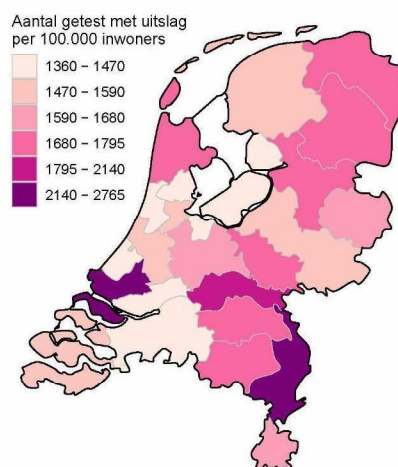 Aantal getest met uitslag
per 100.000 inwoners
1360 – 1470
1470 – 1590
1590 – 1680
1680 – 1795
1795 – 2140
2140 – 2765